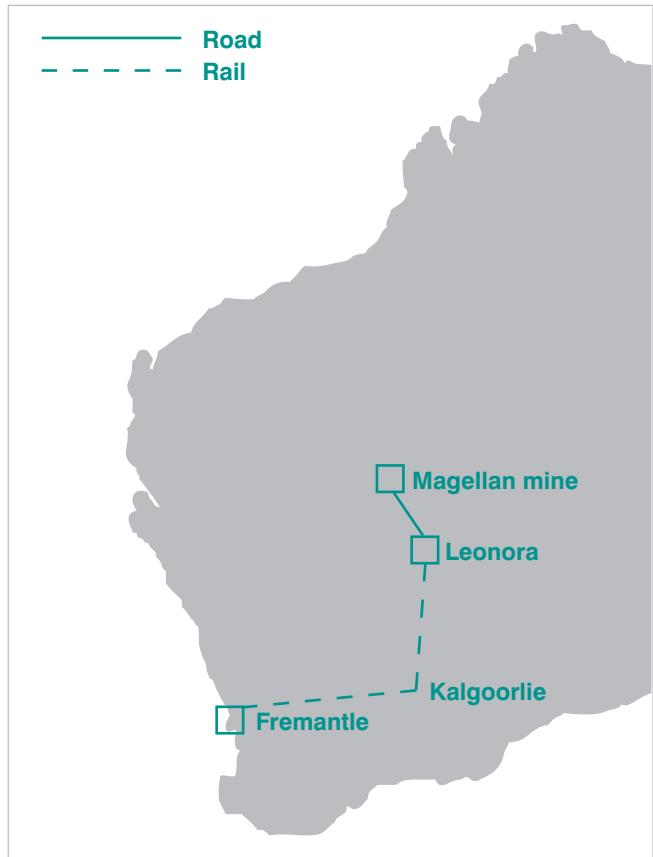 Road
Rail
Magellan mine
Leonora
Kalgoorlie
Fremantle